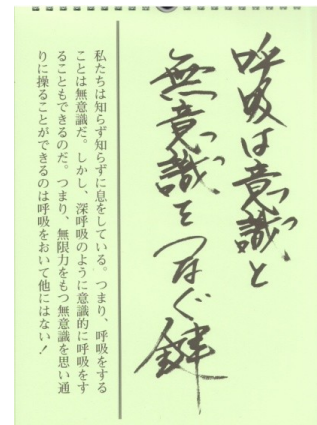 呼吸は意識と
無意識をつなぐ鎖
私たちは知らず知らずに息をしている。つまり、呼吸をする
ことは無意識だ。しかし、深呼吸のように意識的に呼吸をす
ることもできるのだ。つまり、無限力をもつ無意識を思い通
りに操ることができるのは呼吸をおいて他にはない！